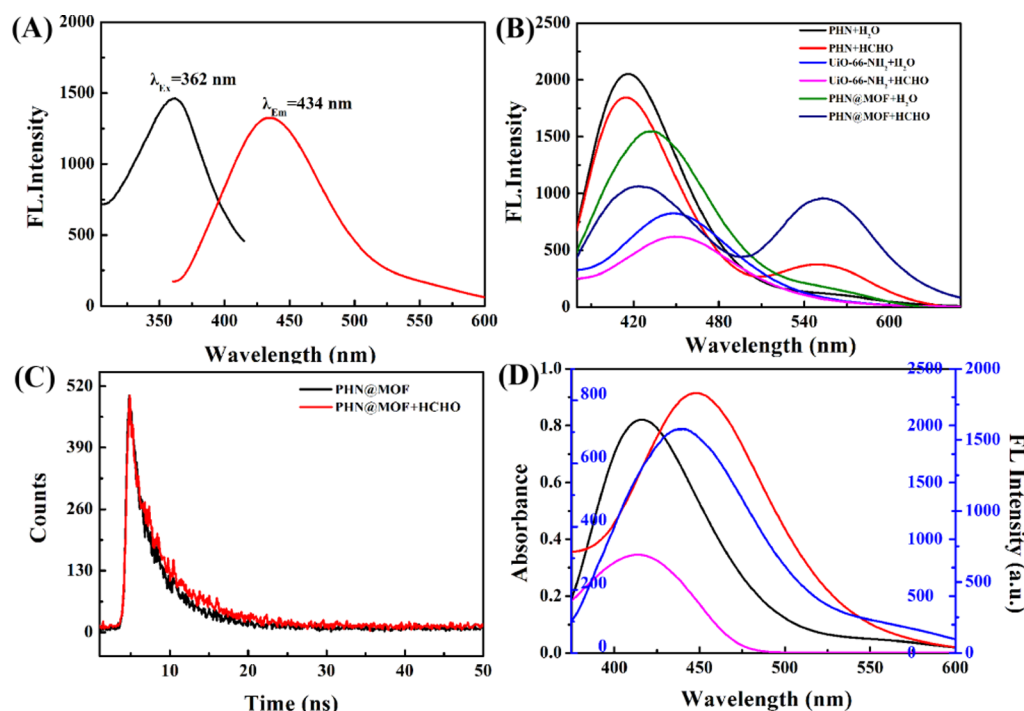 (A)
λEx=362 nm
λEm=434 nm
FL.Intensity
2000
1500
1000
500
0
350
400
450
500
550
600
Wavelength (nm)
(B)
PHN+H2O
PHN+HCHO
UiO-66-NH2+H2O
UiO-66-NH2+HCHO
PHN@MOF+H2O
PHN@MOF+HCHO
FL.Intensity
2500
2000
1500
1000
500
0
420
480
540
600
Wavelength (nm)
(C)
PHN@MOF
PHN@MOF+HCHO
Counts
520
390
260
130
0
10
20
30
40
50
Time (ns)
(D)
Absorbance
1.0
0.8
0.6
0.4
0.2
0.0
800
600
400
200
0
2500
2000
1500
1000
500
0
2000
1500
1000
500
0
FL Intensity (a.u.)
400
450
500
550
600
Wavelength (nm)